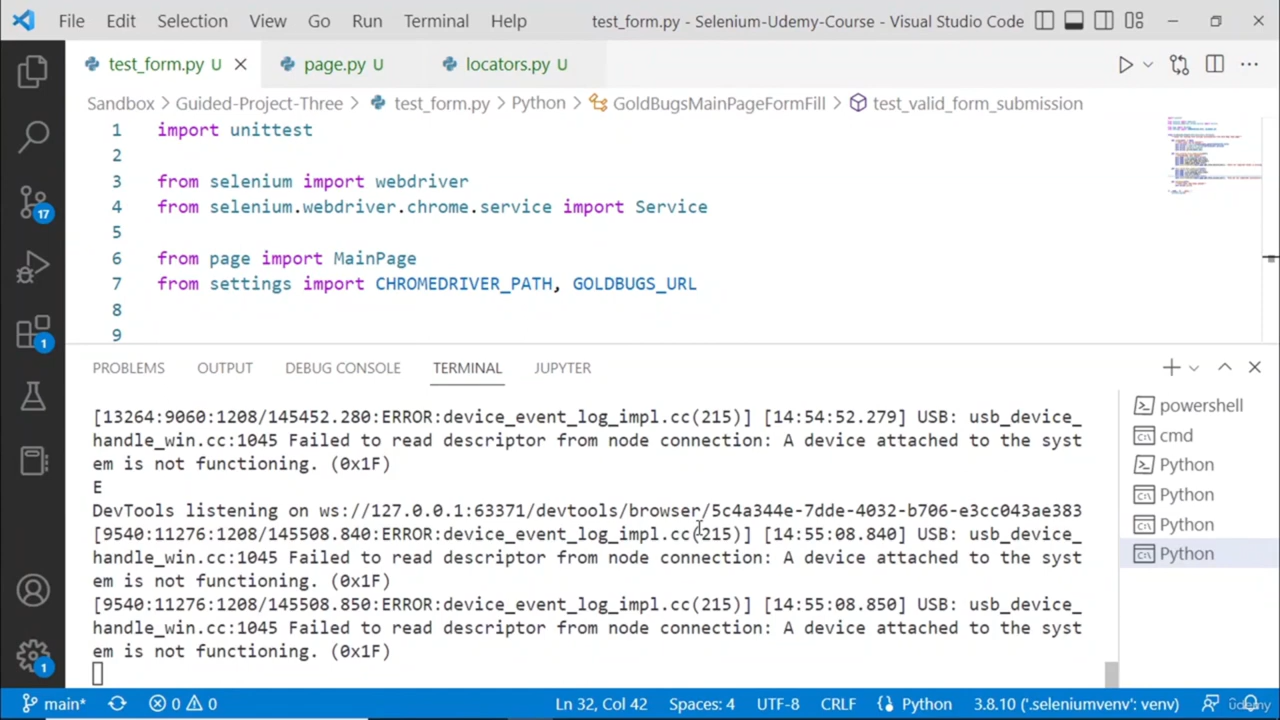 File Edit Selection View Go Run Terminal Help test_form.py - Selenium-Udemy-Course - Visual Studio Code
test_form.py U page.py U locators.py U
Sandbox > Guided-Project-Three > test_form.py > Python > GoldBugsMainPageFormFill > test_valid_form_submission
1 import unittest
2
3 from selenium import webdriver
4 from selenium.webdriver.chrome.service import Service
5
6 from page import MainPage
7 from settings import CHROMEDRIVER_PATH, GOLDBUGS_URL
8
9
PROBLEMS OUTPUT DEBUG CONSOLE TERMINAL JUPYTER
[13264:9060:1208/145452.280:ERROR:device_event_log_impl.cc(215)] [14:54:52.279] USB: usb_device_
handle_win.cc:1045 Failed to read descriptor from node connection: A device attached to the syst
em is not functioning. (0x1F)
E
DevTools listening on ws://127.0.0.1:63371/devtools/browser/5c4a344e-7dde-4032-b706-e3cc043ae383
[9540:11276:1208/145508.840:ERROR:device_event_log_impl.cc(215)] [14:55:08.840] USB: usb_device_
handle_win.cc:1045 Failed to read descriptor from node connection: A device attached to the syst
em is not functioning. (0x1F)
[9540:11276:1208/145508.850:ERROR:device_event_log_impl.cc(215)] [14:55:08.850] USB: usb_device_
handle_win.cc:1045 Failed to read descriptor from node connection: A device attached to the syst
em is not functioning. (0x1F)
powershell
cmd
Python
Python
Python
Python
17
1
1
main* 0 0 Ln 32, Col 42 Spaces: 4 UTF-8 CRLF Python 3.8.10 ('.seleniumvenv': venv)
udemy